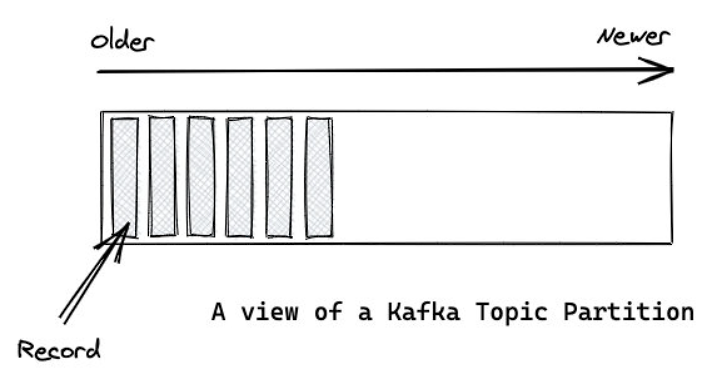 Older
Newer
A view of a Kafka Topic Partition
Record